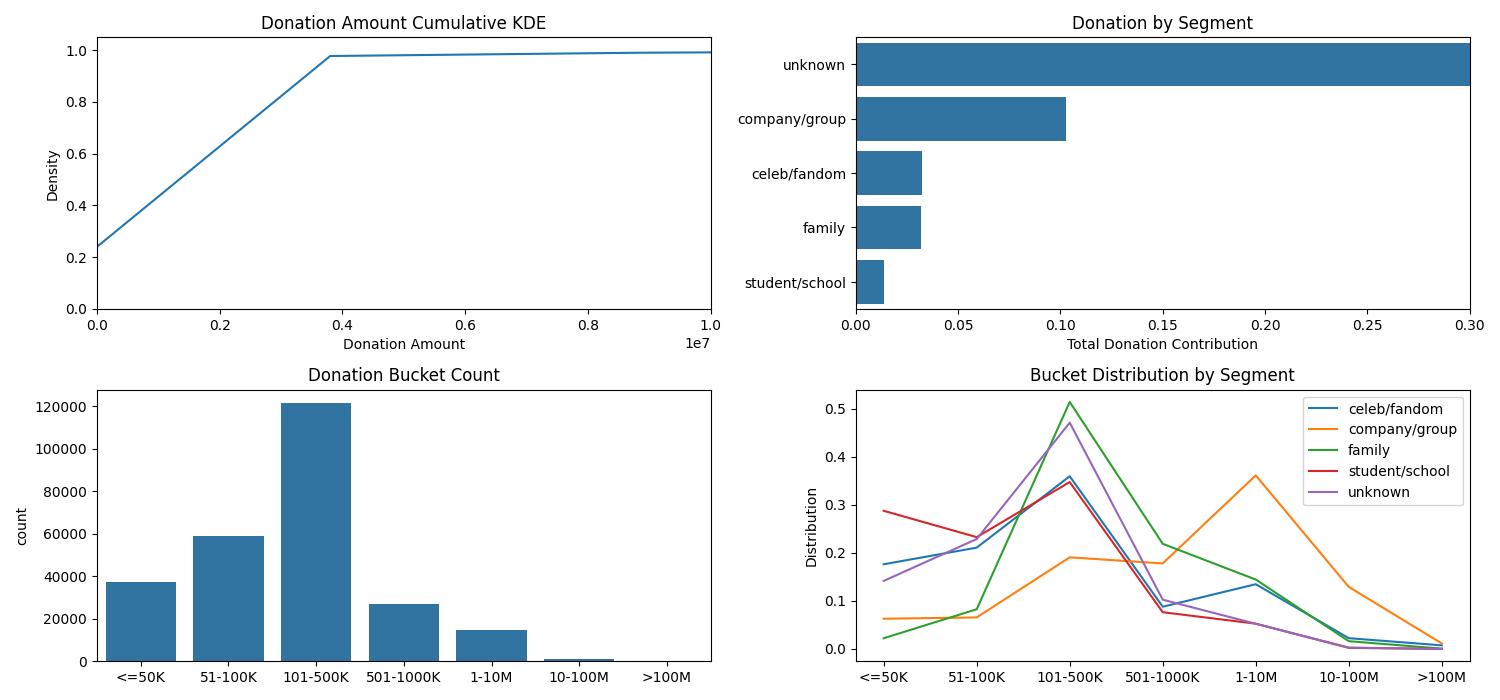 Donation Amount Cumulative KDE
Density
1.0
0.8
0.6
0.4
0.2
0.0
0.0 0.2 0.4 0.6 0.8 1.0
1e7
Donation Amount
Donation by Segment
unknown
company/group
celeb/fandom
family
student/school
0.00 0.05 0.10 0.15 0.20 0.25 0.30
Total Donation Contribution
Donation Bucket Count
count
120000
100000
80000
60000
40000
20000
0
<=50K 51-100K 101-500K 501-1000K 1-10M 10-100M >100M
Bucket Distribution by Segment
Distribution
0.5
0.4
0.3
0.2
0.1
0.0
celeb/fandom
company/group
family
student/school
unknown
<=50K 51-100K 101-500K 501-1000K 1-10M 10-100M >100M